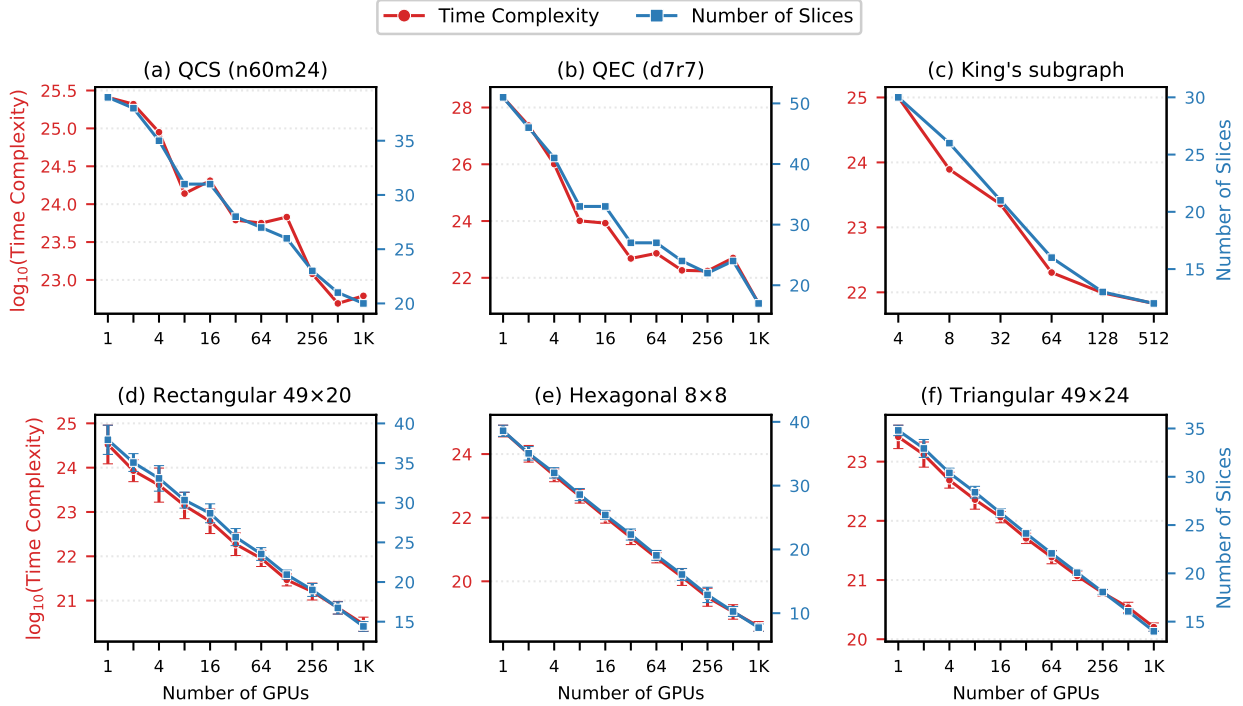 Time Complexity Number of Slices
(a) QCS (n60m24)
log₁₀(Time Complexity)
25.5
25.0
24.5
24.0
23.5
23.0
35
30
25
20
1 4 16 64 256 1K
(b) QEC (d7r7)
28
26
24
22
50
40
30
20
1 4 16 64 256 1K
(c) King's subgraph
25
24
23
22
30
25
20
15
Number of Slices
4 8 32 64 128 512
(d) Rectangular 49×20
log₁₀(Time Complexity)
25
24
23
22
21
40
35
30
25
20
15
1 4 16 64 256 1K
Number of GPUs
(e) Hexagonal 8×8
24
22
20
40
30
20
10
1 4 16 64 256 1K
Number of GPUs
(f) Triangular 49×24
23
22
21
20
35
30
25
20
15
Number of Slices
1 4 16 64 256 1K
Number of GPUs